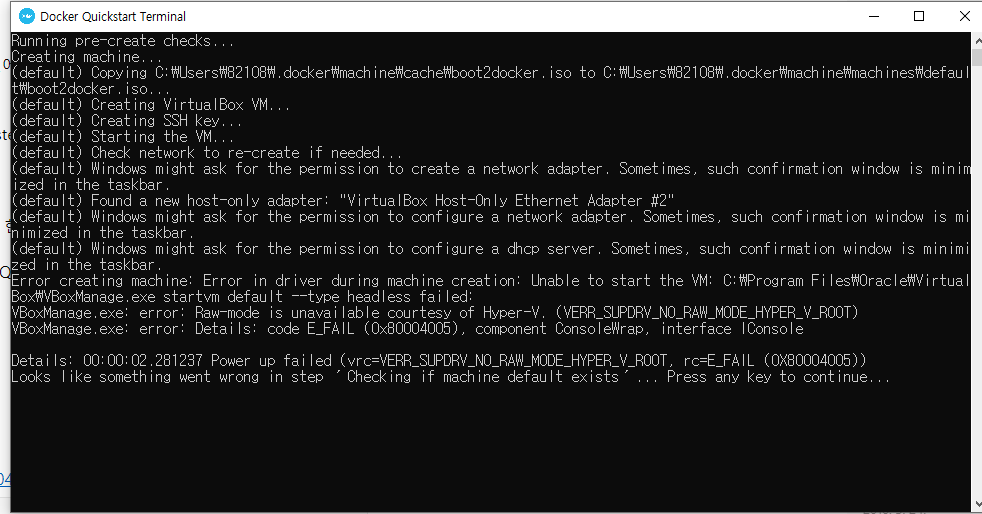 Docker Quickstart Terminal
Running pre-create checks...
Creating machine...
(default) Copying C:₩Users₩82108₩.docker₩machine₩cache₩boot2docker.iso to C:₩Users₩82108₩.docker₩machine₩machines₩defaul
t₩boot2docker.iso...
(default) Creating VirtualBox VM...
(default) Creating SSH key...
(default) Starting the VM...
(default) Check network to re-create if needed...
(default) Windows might ask for the permission to create a network adapter. Sometimes, such confirmation window is minim
ized in the taskbar.
(default) Found a new host-only adapter: "VirtualBox Host-Only Ethernet Adapter #2"
(default) Windows might ask for the permission to configure a network adapter. Sometimes, such confirmation window is mi
nimized in the taskbar.
(default) Windows might ask for the permission to configure a dhcp server. Sometimes, such confirmation window is minimi
zed in the taskbar.
Error creating machine: Error in driver during machine creation: Unable to start the VM: C:₩Program Files₩Oracle₩Virtual
Box₩VBoxManage.exe startvm default --type headless failed:
VBoxManage.exe: error: Raw-mode is unavailable courtesy of Hyper-V. (VERR_SUPDRV_NO_RAW_MODE_HYPER_V_ROOT)
VBoxManage.exe: error: Details: code E_FAIL (0x80004005), component ConsoleWrap, interface IConsole
Details: 00:00:02.281237 Power up failed (vrc=VERR_SUPDRV_NO_RAW_MODE_HYPER_V_ROOT, rc=E_FAIL (0X80004005))
Looks like something went wrong in step ´Checking if machine default exists´... Press any key to continue...